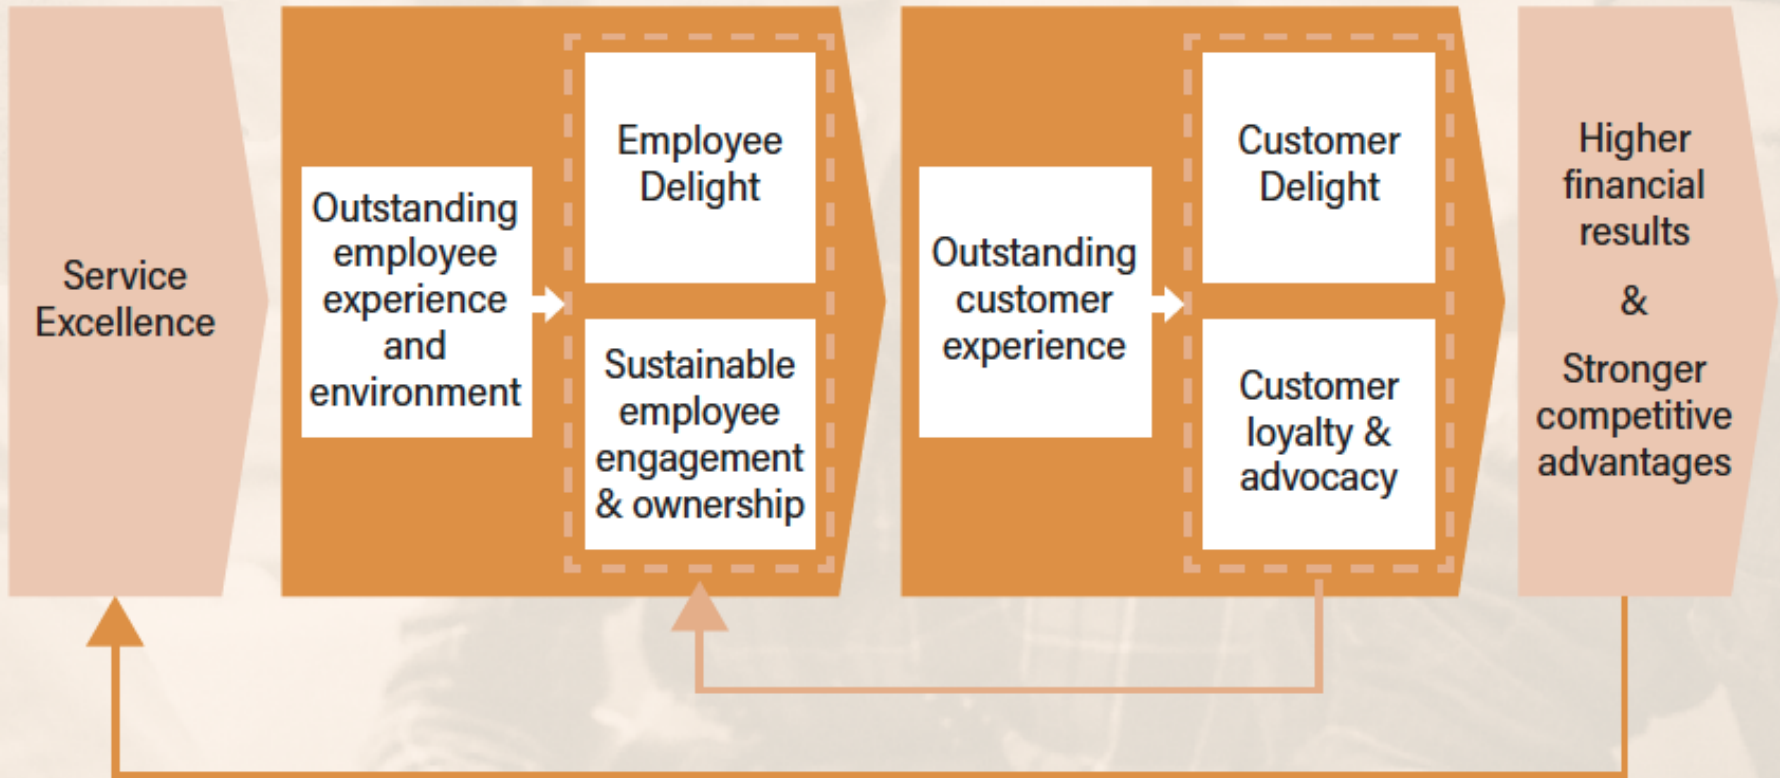 Service
Excellence
Outstanding
employee
experience
and
environment
Employee
Delight
Sustainable
employee
engagement
& ownership
Outstanding
customer
experience
Customer
Delight
Customer
loyalty &
advocacy
Higher
financial
results
&
Stronger
competitive
advantages